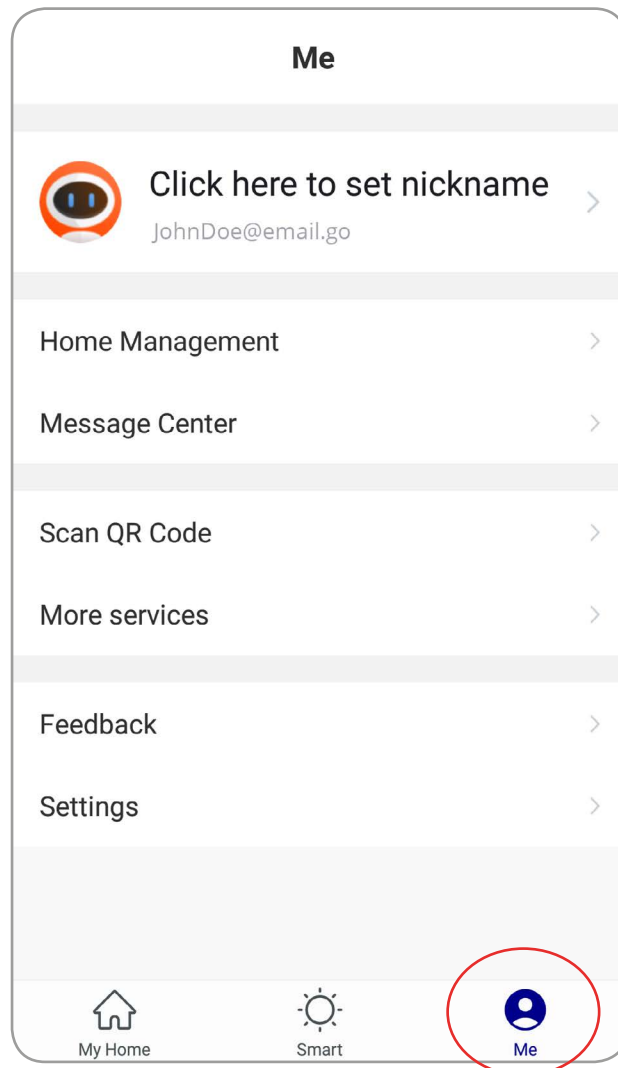 Me
Click here to set nickname
JohnDoe@email.go
Home Management
Message Center
Scan QR Code
More services
Feedback
Settings
My Home
Smart
Me